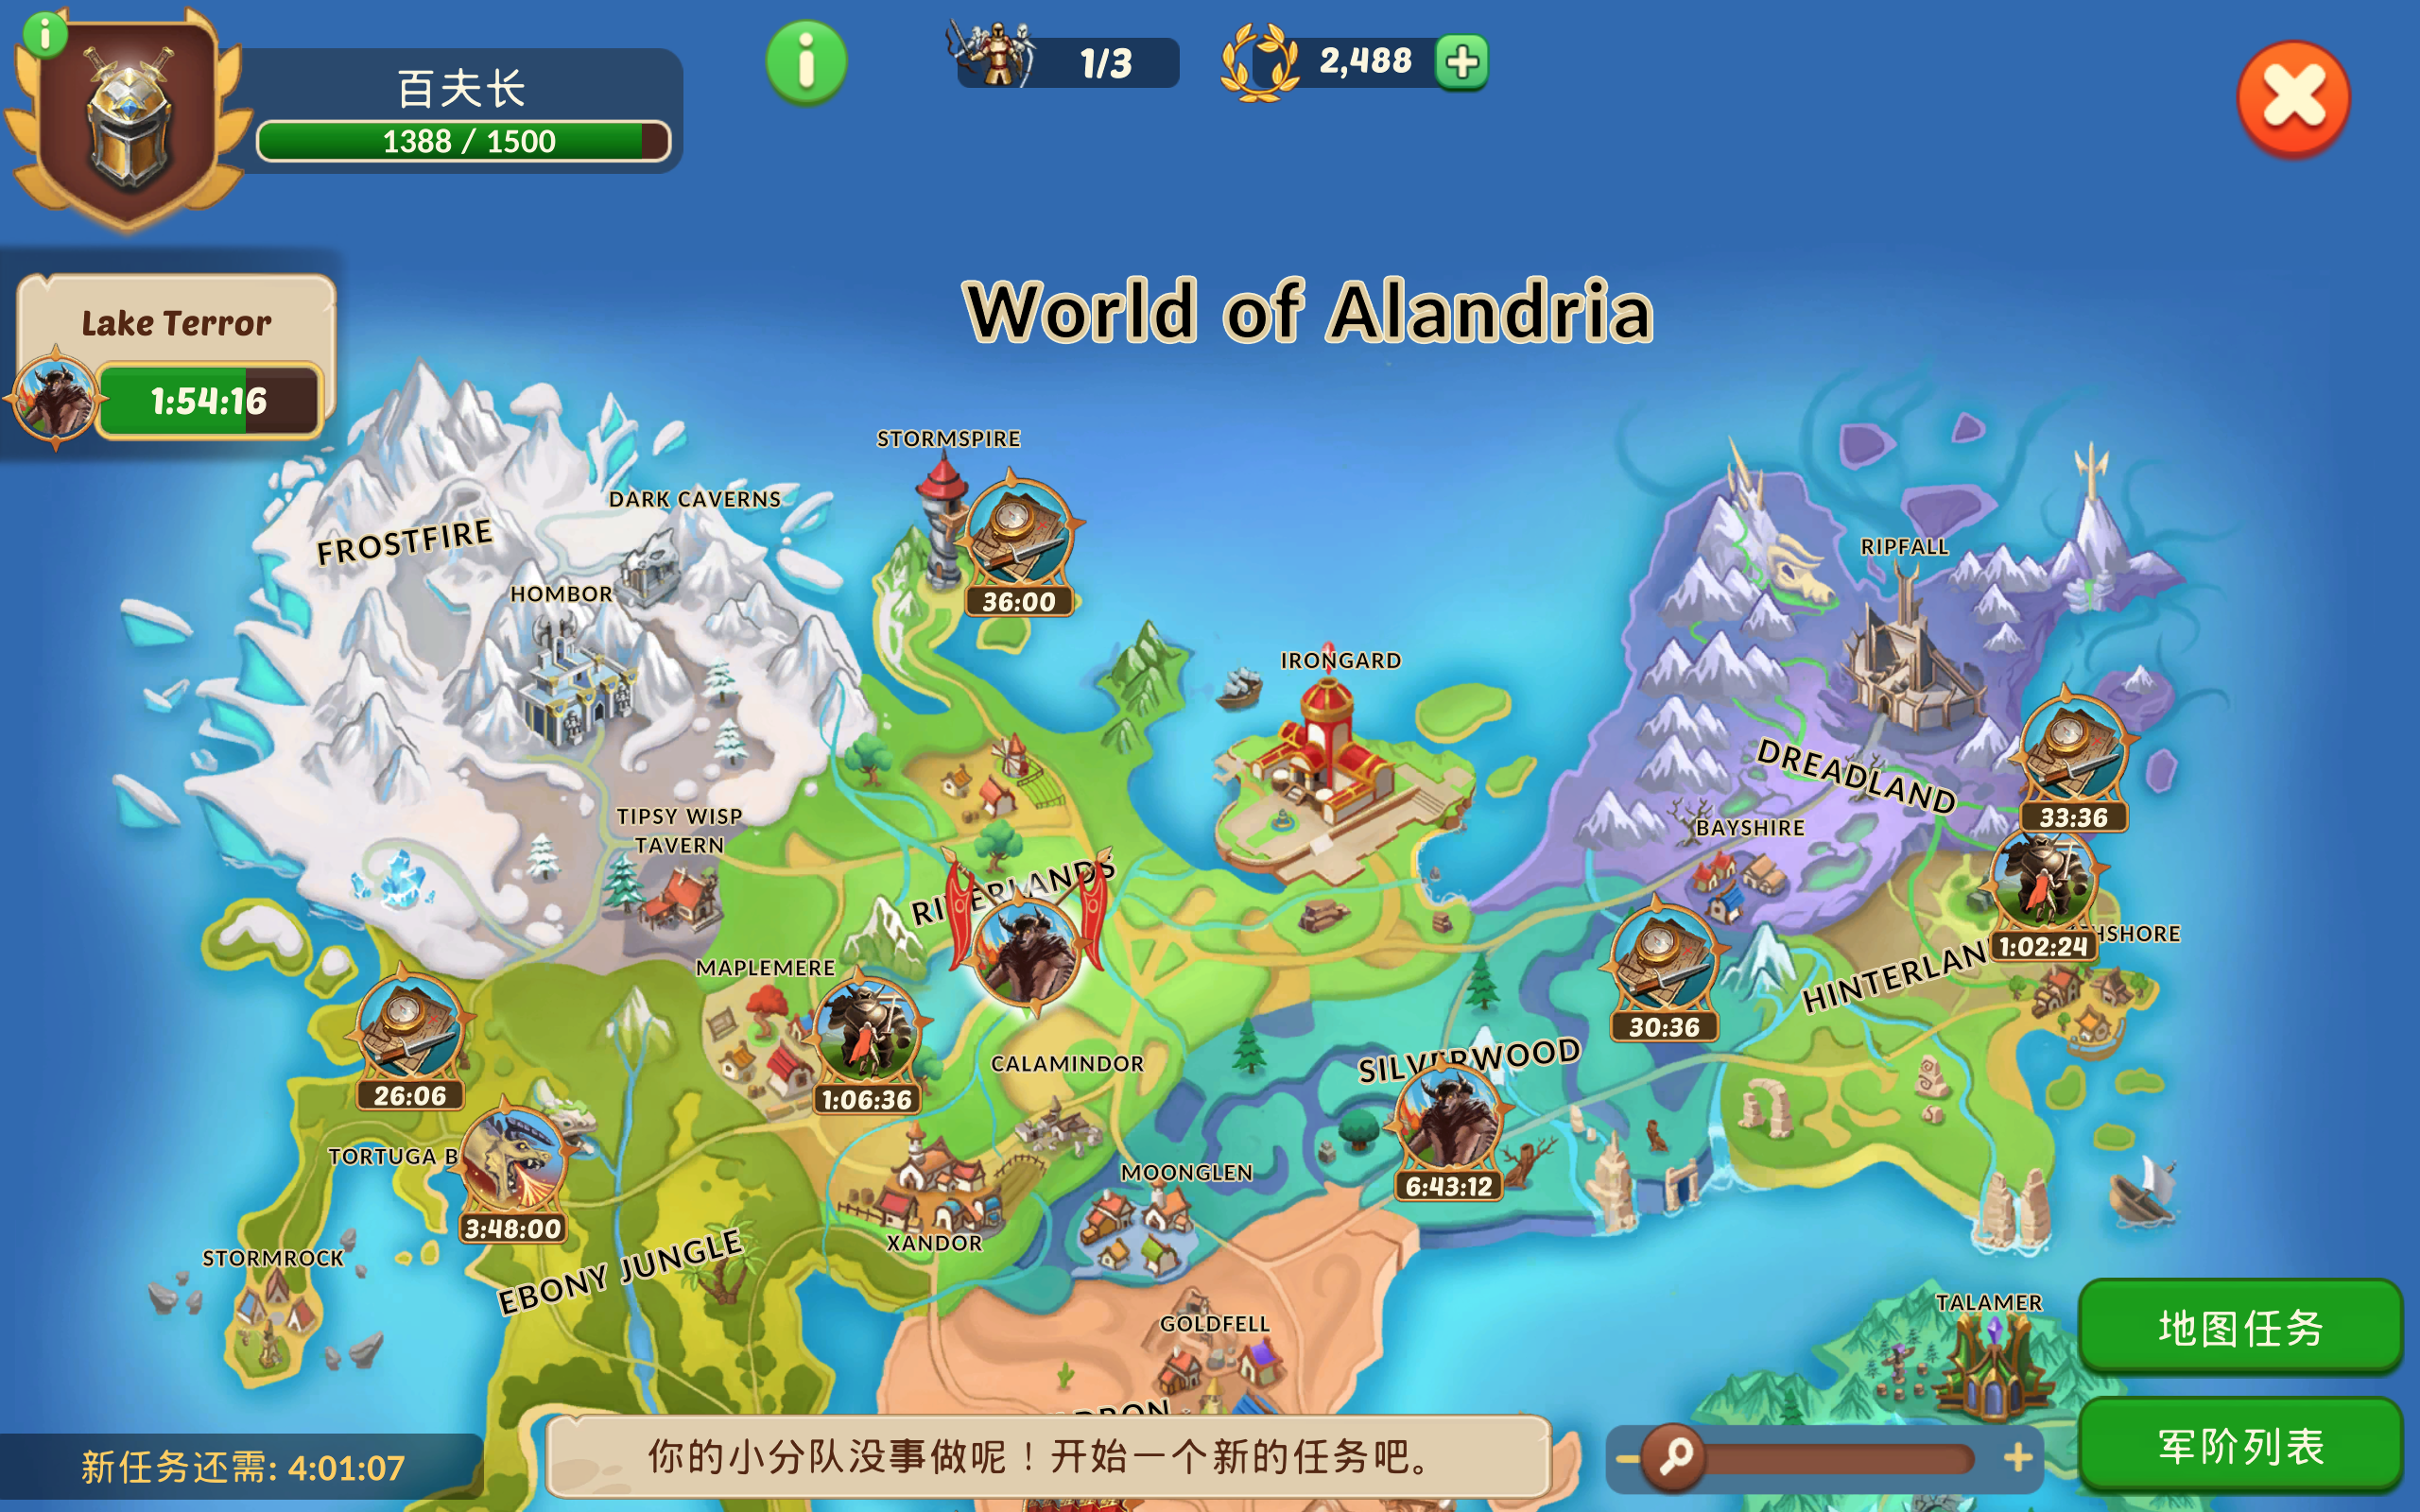 百夫长
1388 / 1500
1/3
2,488
Lake Terror
1:54:16
World of Alandria
STORMSPIRE
DARK CAVERNS
FROSTFIRE
36:00
RIPFALL
HOMBOR
IRONGARD
DREADLAND
33:36
TIPSY WISP
TAVERN
BAYSHIRE
RIVERLANDS
1:02:24
MAPLEMERE
HINTERLAN
HSHORE
30:36
CALAMINDOR
SILVERWOOD
26:06
1:06:36
TORTUGA B
MOONGLEN
6:43:12
3:48:00
XANDOR
STORMROCK
EBONY JUNGLE
TALAMER
GOLDFELL
地图任务
你的小分队没事做呢！开始一个新的任务吧。
军阶列表
新任务还需: 4:01:07